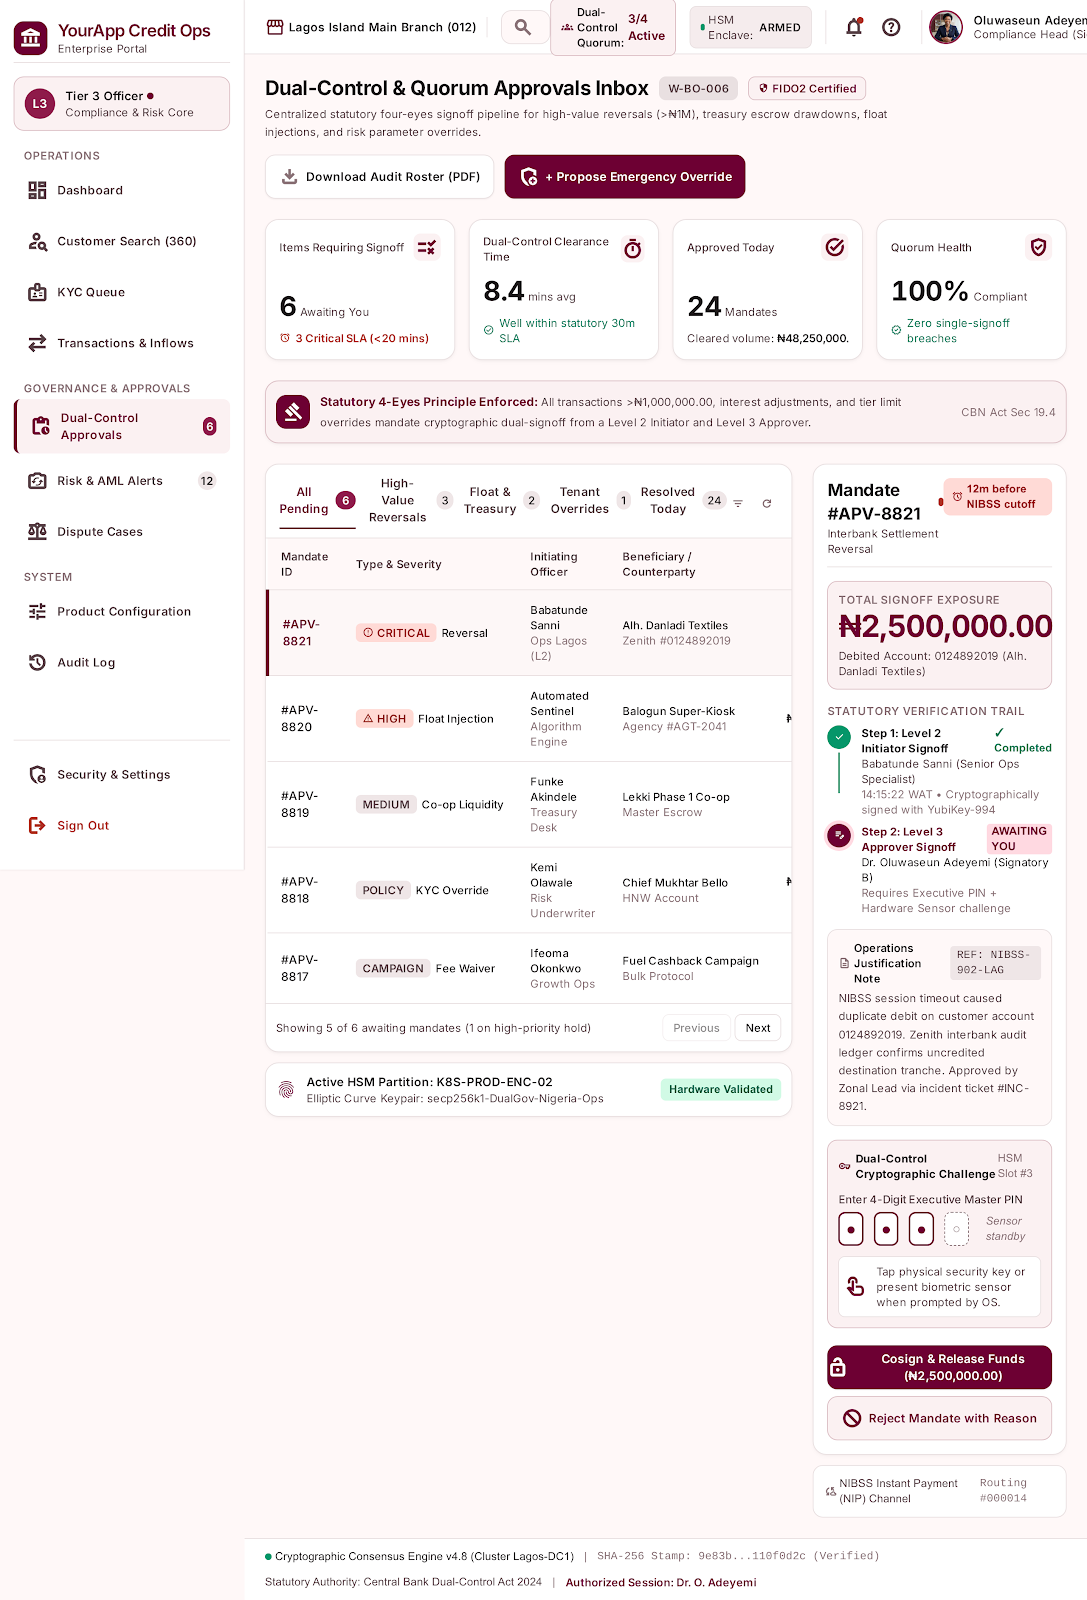 YourApp Credit Ops
Enterprise Portal
L3
Tier 3 Officer
Compliance & Risk Core
OPERATIONS
Dashboard
Customer Search (360)
KYC Queue
Transactions & Inflows
GOVERNANCE & APPROVALS
Dual-Control
Approvals
6
Risk & AML Alerts
12
Dispute Cases
SYSTEM
Product Configuration
Audit Log
Security & Settings
Sign Out
Lagos Island Main Branch (012)
Dual-
Control
Quorum:
3/4
Active
HSM
Enclave:
ARMED
Oluwaseun Adeyem
Compliance Head (Si
Dual-Control & Quorum Approvals Inbox
W-BO-006
FIDO2 Certified
Centralized statutory four-eyes signoff pipeline for high-value reversals (>₦1M), treasury escrow drawdowns, float
injections, and risk parameter overrides.
Download Audit Roster (PDF)
+ Propose Emergency Override
Items Requiring Signoff
6 Awaiting You
3 Critical SLA (<20 mins)
Dual-Control Clearance
Time
8.4 mins avg
Well within statutory 30m
SLA
Approved Today
24 Mandates
Cleared volume: ₦48,250,000.
Quorum Health
100% Compliant
Zero single-signoff
breaches
Statutory 4-Eyes Principle Enforced: All transactions >₦1,000,000.00, interest adjustments, and tier limit
overrides mandate cryptographic dual-signoff from a Level 2 Initiator and Level 3 Approver.
CBN Act Sec 19.4
All
Pending
6
High-
Value
Reversals
3
Float &
Treasury
2
Tenant
Overrides
1
Resolved
Today
24
Mandate
ID
Type & Severity
Initiating
Officer
Beneficiary /
Counterparty
#APV-
8821
CRITICAL
Reversal
Babatunde
Sanni
Ops Lagos
(L2)
Alh. Danladi Textiles
Zenith #0124892019
#APV-
8820
HIGH
Float Injection
Automated
Sentinel
Algorithm
Engine
Balogun Super-Kiosk
Agency #AGT-2041
#APV-
8819
MEDIUM
Co-op Liquidity
Funke
Akindele
Treasury
Desk
Lekki Phase 1 Co-op
Master Escrow
#APV-
8818
POLICY
KYC Override
Kemi
Olawale
Risk
Underwriter
Chief Mukhtar Bello
HNW Account
#APV-
8817
CAMPAIGN
Fee Waiver
Ifeoma
Okonkwo
Growth Ops
Fuel Cashback Campaign
Bulk Protocol
Showing 5 of 6 awaiting mandates (1 on high-priority hold)
Previous
Next
Active HSM Partition: K8S-PROD-ENC-02
Elliptic Curve Keypair: secp256k1-DualGov-Nigeria-Ops
Hardware Validated
Mandate
#APV-8821
12m before
NIBSS cutoff
Interbank Settlement
Reversal
TOTAL SIGNOFF EXPOSURE
₦2,500,000.00
Debited Account: 0124892019 (Alh.
Danladi Textiles)
STATUTORY VERIFICATION TRAIL
Step 1: Level 2
Initiator Signoff
✓
Completed
Babatunde Sanni (Senior Ops
Specialist)
14:15:22 WAT • Cryptographically
signed with YubiKey-994
Step 2: Level 3
Approver Signoff
AWAITING
YOU
Dr. Oluwaseun Adeyemi (Signatory
B)
Requires Executive PIN +
Hardware Sensor challenge
Operations
Justification
Note
REF: NIBSS-
902-LAG
NIBSS session timeout caused
duplicate debit on customer account
0124892019. Zenith interbank audit
ledger confirms uncredited
destination tranche. Approved by
Zonal Lead via incident ticket #INC-
8921.
Dual-Control
Cryptographic Challenge
HSM
Slot #3
Enter 4-Digit Executive Master PIN
Sensor
standby
Tap physical security key or
present biometric sensor
when prompted by OS.
Cosign & Release Funds
(₦2,500,000.00)
Reject Mandate with Reason
NIBSS Instant Payment
(NIP) Channel
Routing
#000014
Cryptographic Consensus Engine v4.8 (Cluster Lagos-DC1) | SHA-256 Stamp: 9e83b...110f0d2c (Verified)
Statutory Authority: Central Bank Dual-Control Act 2024 | Authorized Session: Dr. O. Adeyemi